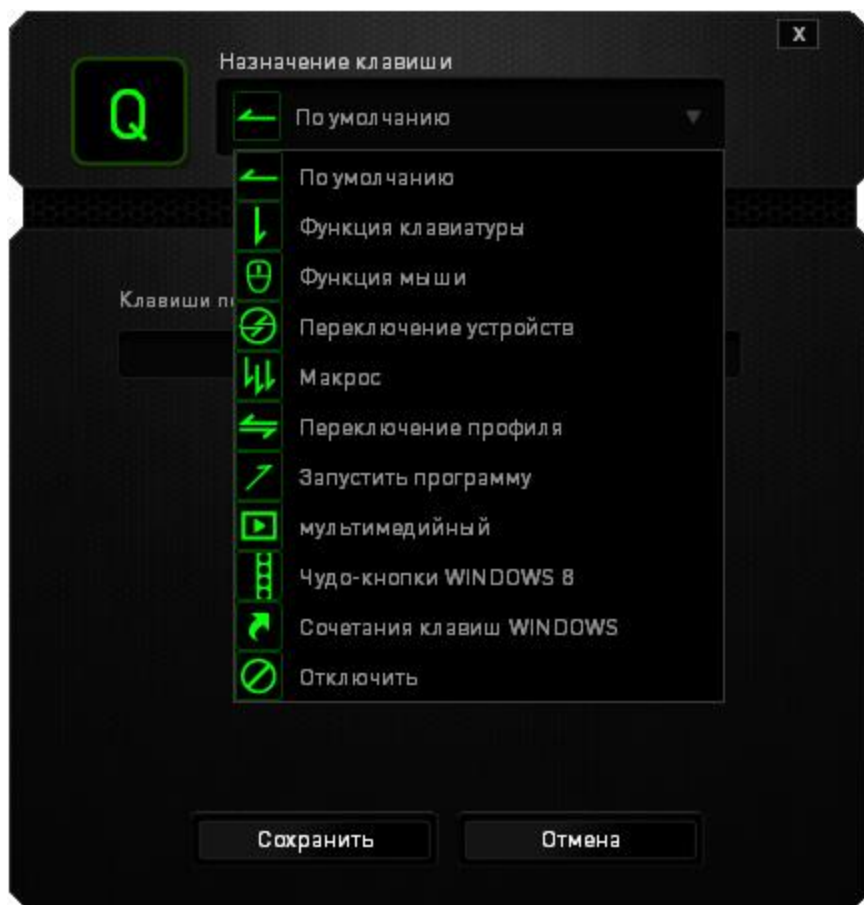 X
Назначение клавиши
Q
По умолчанию
По умолчанию
Функция клавиатуры
Функция мыши
Клавиши
Переключение устройств
Макрос
Переключение профиля
Запустить программу
мультимедийный
Чудо-кнопки WINDOWS 8
Сочетания клавиш WINDOWS
Отключить
Сохранить
Отмена